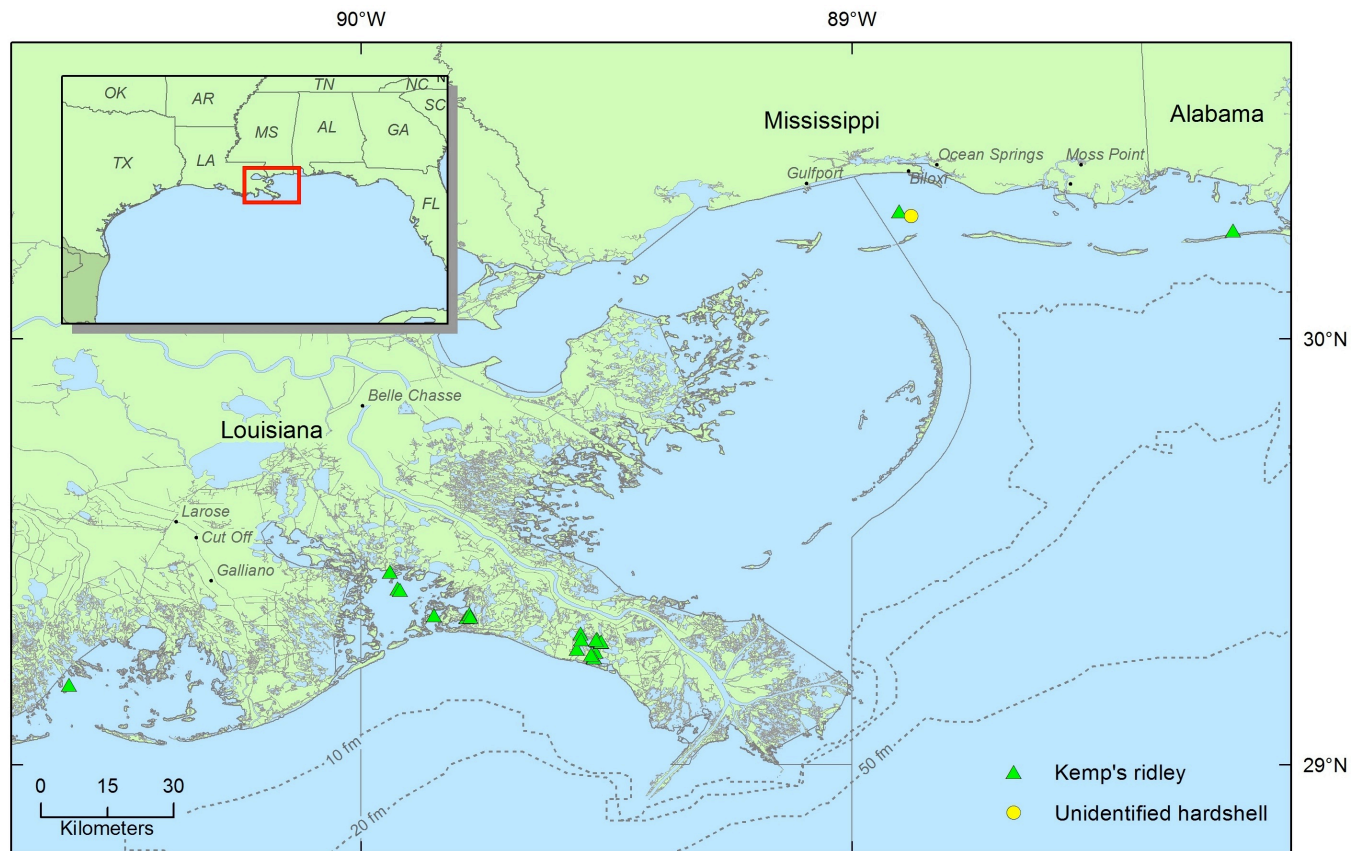 90°W
89°W
OK
AR
TN
NC
SC
MS
AL
GA
TX
LA
FL
Mississippi
Alabama
Ocean Springs
Moss Point
Gulfport
Biloxi
30°N
Belle Chasse
Louisiana
Larose
Cut Off
Galliano
10 fm
20 fm
50 fm
29°N
0 15 30
Kilometers
Kemp's ridley
Unidentified hardshell